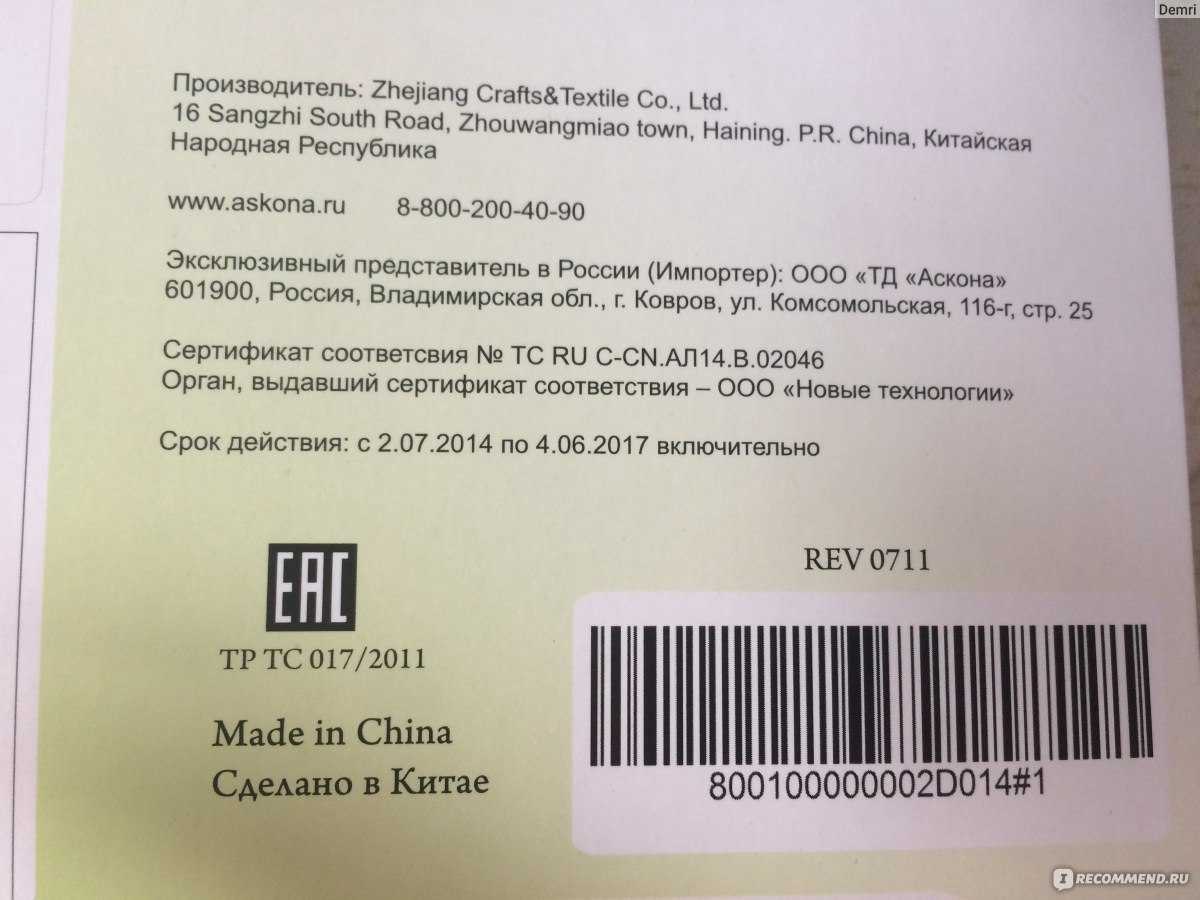 Demri
Производитель: Zhejiang Crafts&Textile Co., Ltd.
16 Sangzhi South Road, Zhouwangmiao town, Haining. P.R. China, Китайская
Народная Республика
www.askona.ru 8-800-200-40-90
Эксклюзивный представитель в России (Импортер): ООО «ТД «Аскона»
601900, Россия, Владимирская обл., г. Ковров, ул. Комсомольская, 116-г, стр. 25
Сертификат соответсвия № ТС RU C-CN.АЛ14.В.02046
Орган, выдавший сертификат соответствия – ООО «Новые технологии»
Срок действия: с 2.07.2014 по 4.06.2017 включительно
EAC
ТР ТС 017/2011
REV 0711
Made in China
Сделано в Китае
800100000002D014#1
IRECOMMEND.RU